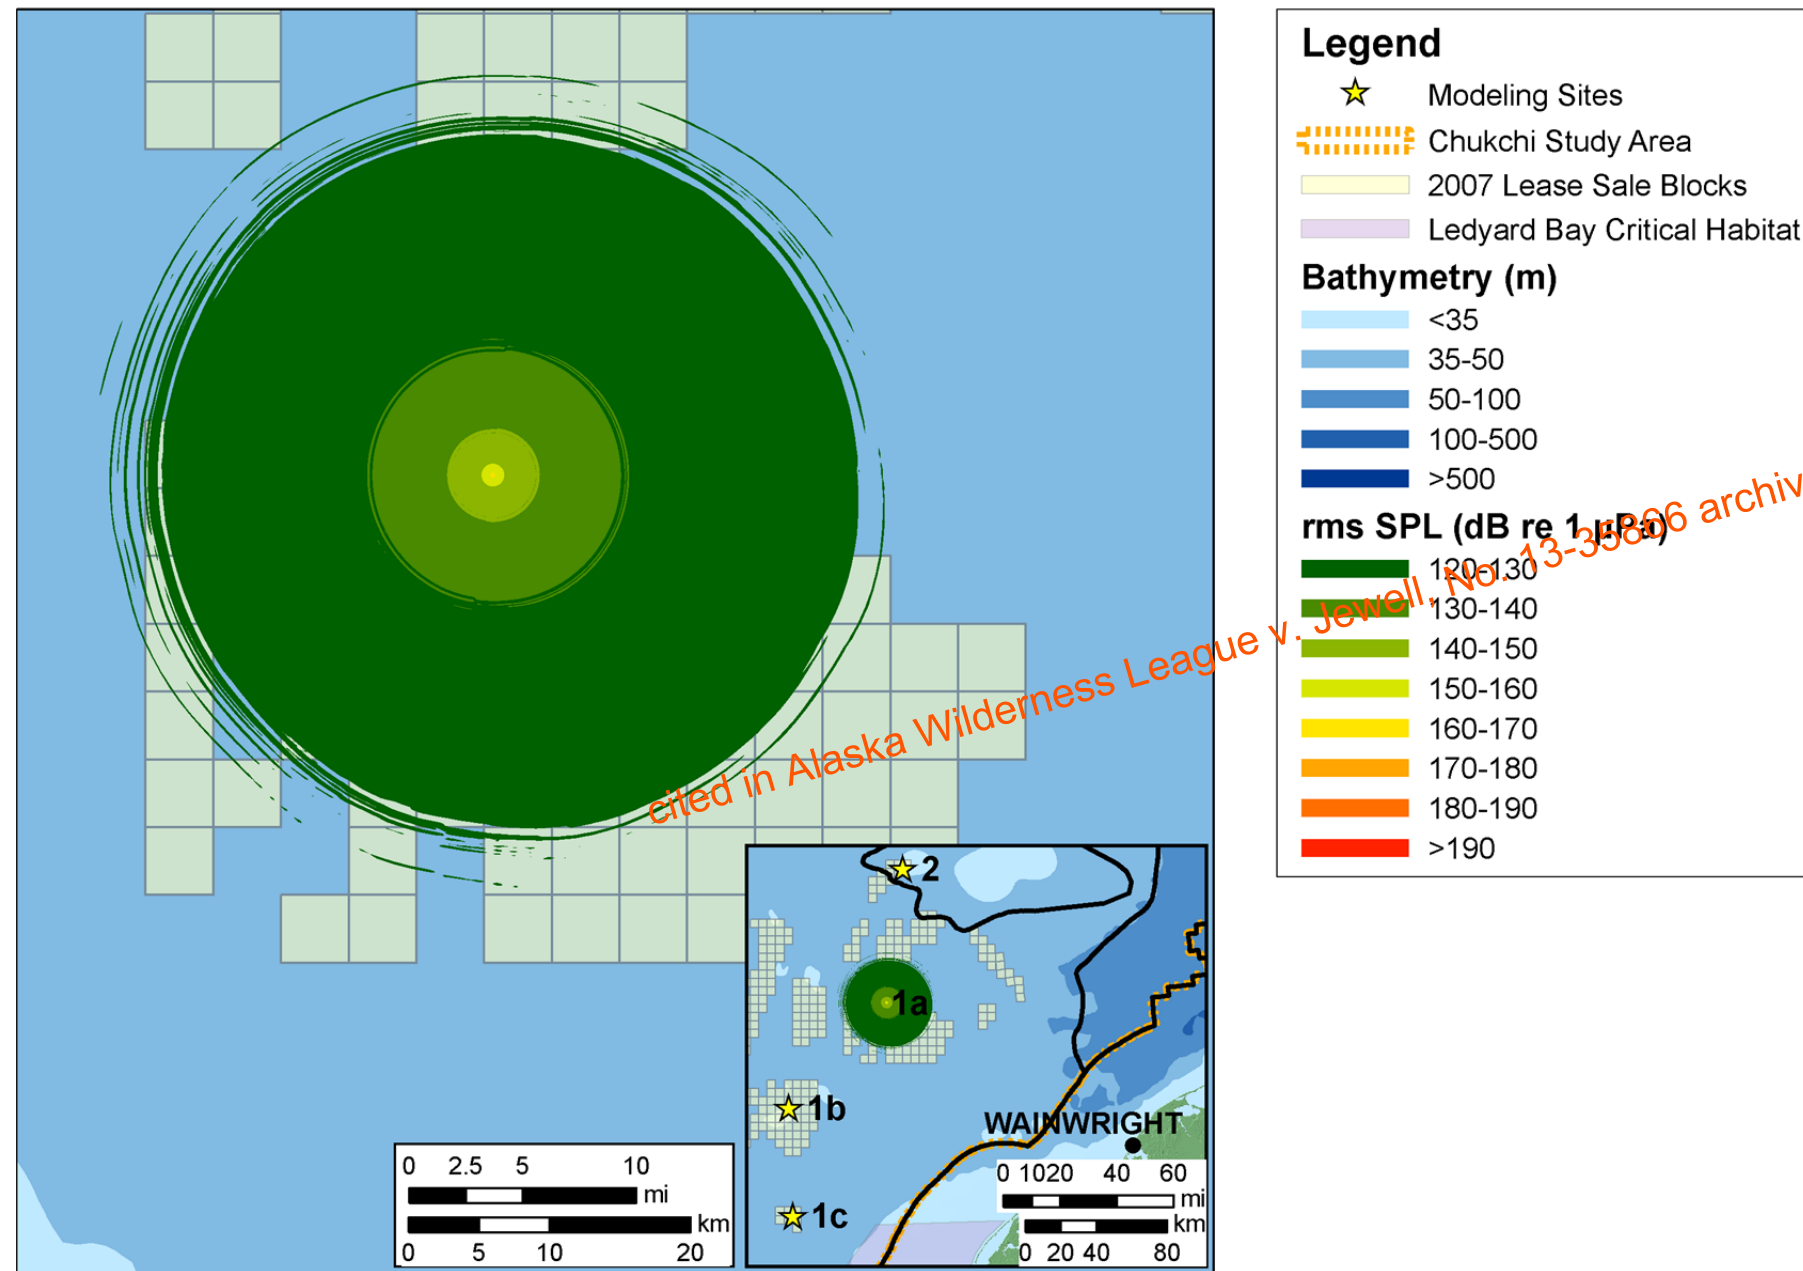 Legend
Modeling Sites
Chukchi Study Area
2007 Lease Sale Blocks
Ledyard Bay Critical Habitat
Bathymetry (m)
<35
35-50
50-100
100-500
>500
rms SPL (dB re 1 µPa)
120-130
130-140
140-150
150-160
160-170
170-180
180-190
>190
cited in Alaska Wilderness League v. Jewell, No. 13-35866 archiv
2
1a
1b
1c
WAINWRIGHT
0 10 20 40 60
mi
km
0 20 40 80
0 2.5 5 10
mi
km
0 5 10 20